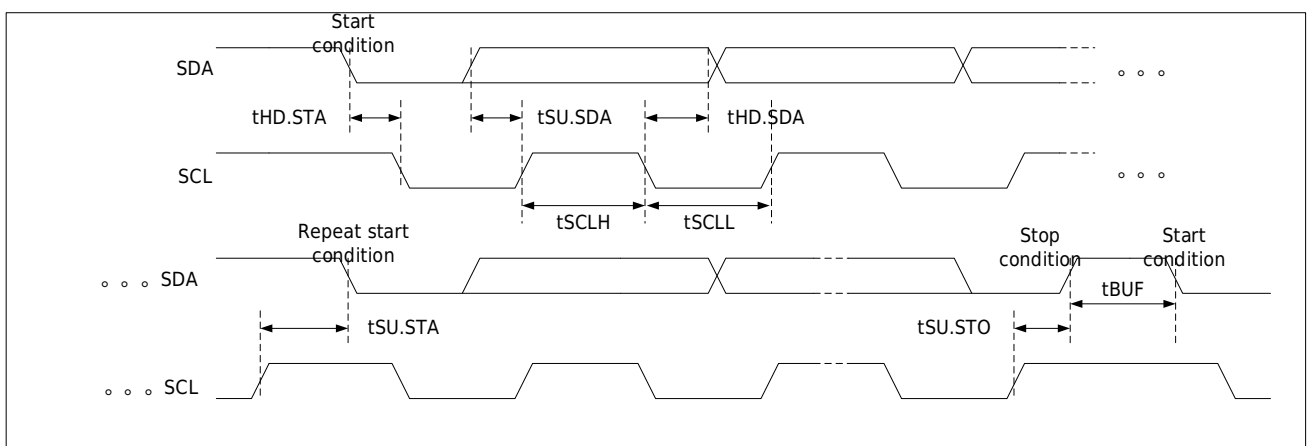 Start
condition
SDA
tHD.STA
tSU.SDA
tHD.SDA
SCL
tSCLH
tSCLL
Repeat start
condition
Stop
condition
Start
condition
SDA
tBUF
tSU.STA
tSU.STO
SCL